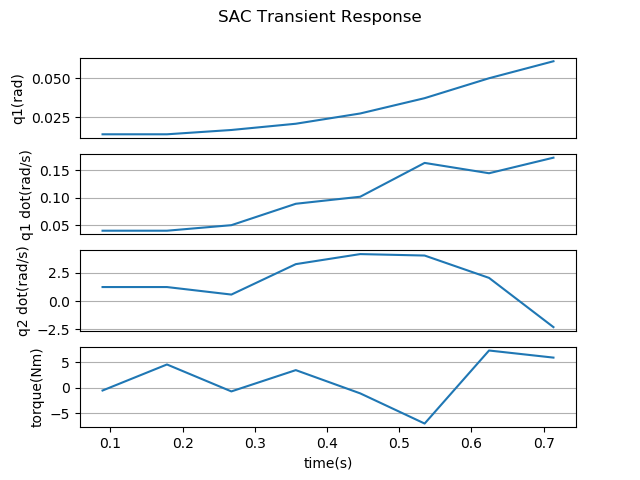 SAC Transient Response
0.050
0.025
q1(rad)
0.15
0.10
0.05
q1 dot(rad/s)
2.5
0.0
−2.5
q2 dot(rad/s)
5
0
−5
torque(Nm)
0.1 0.2 0.3 0.4 0.5 0.6 0.7
time(s)